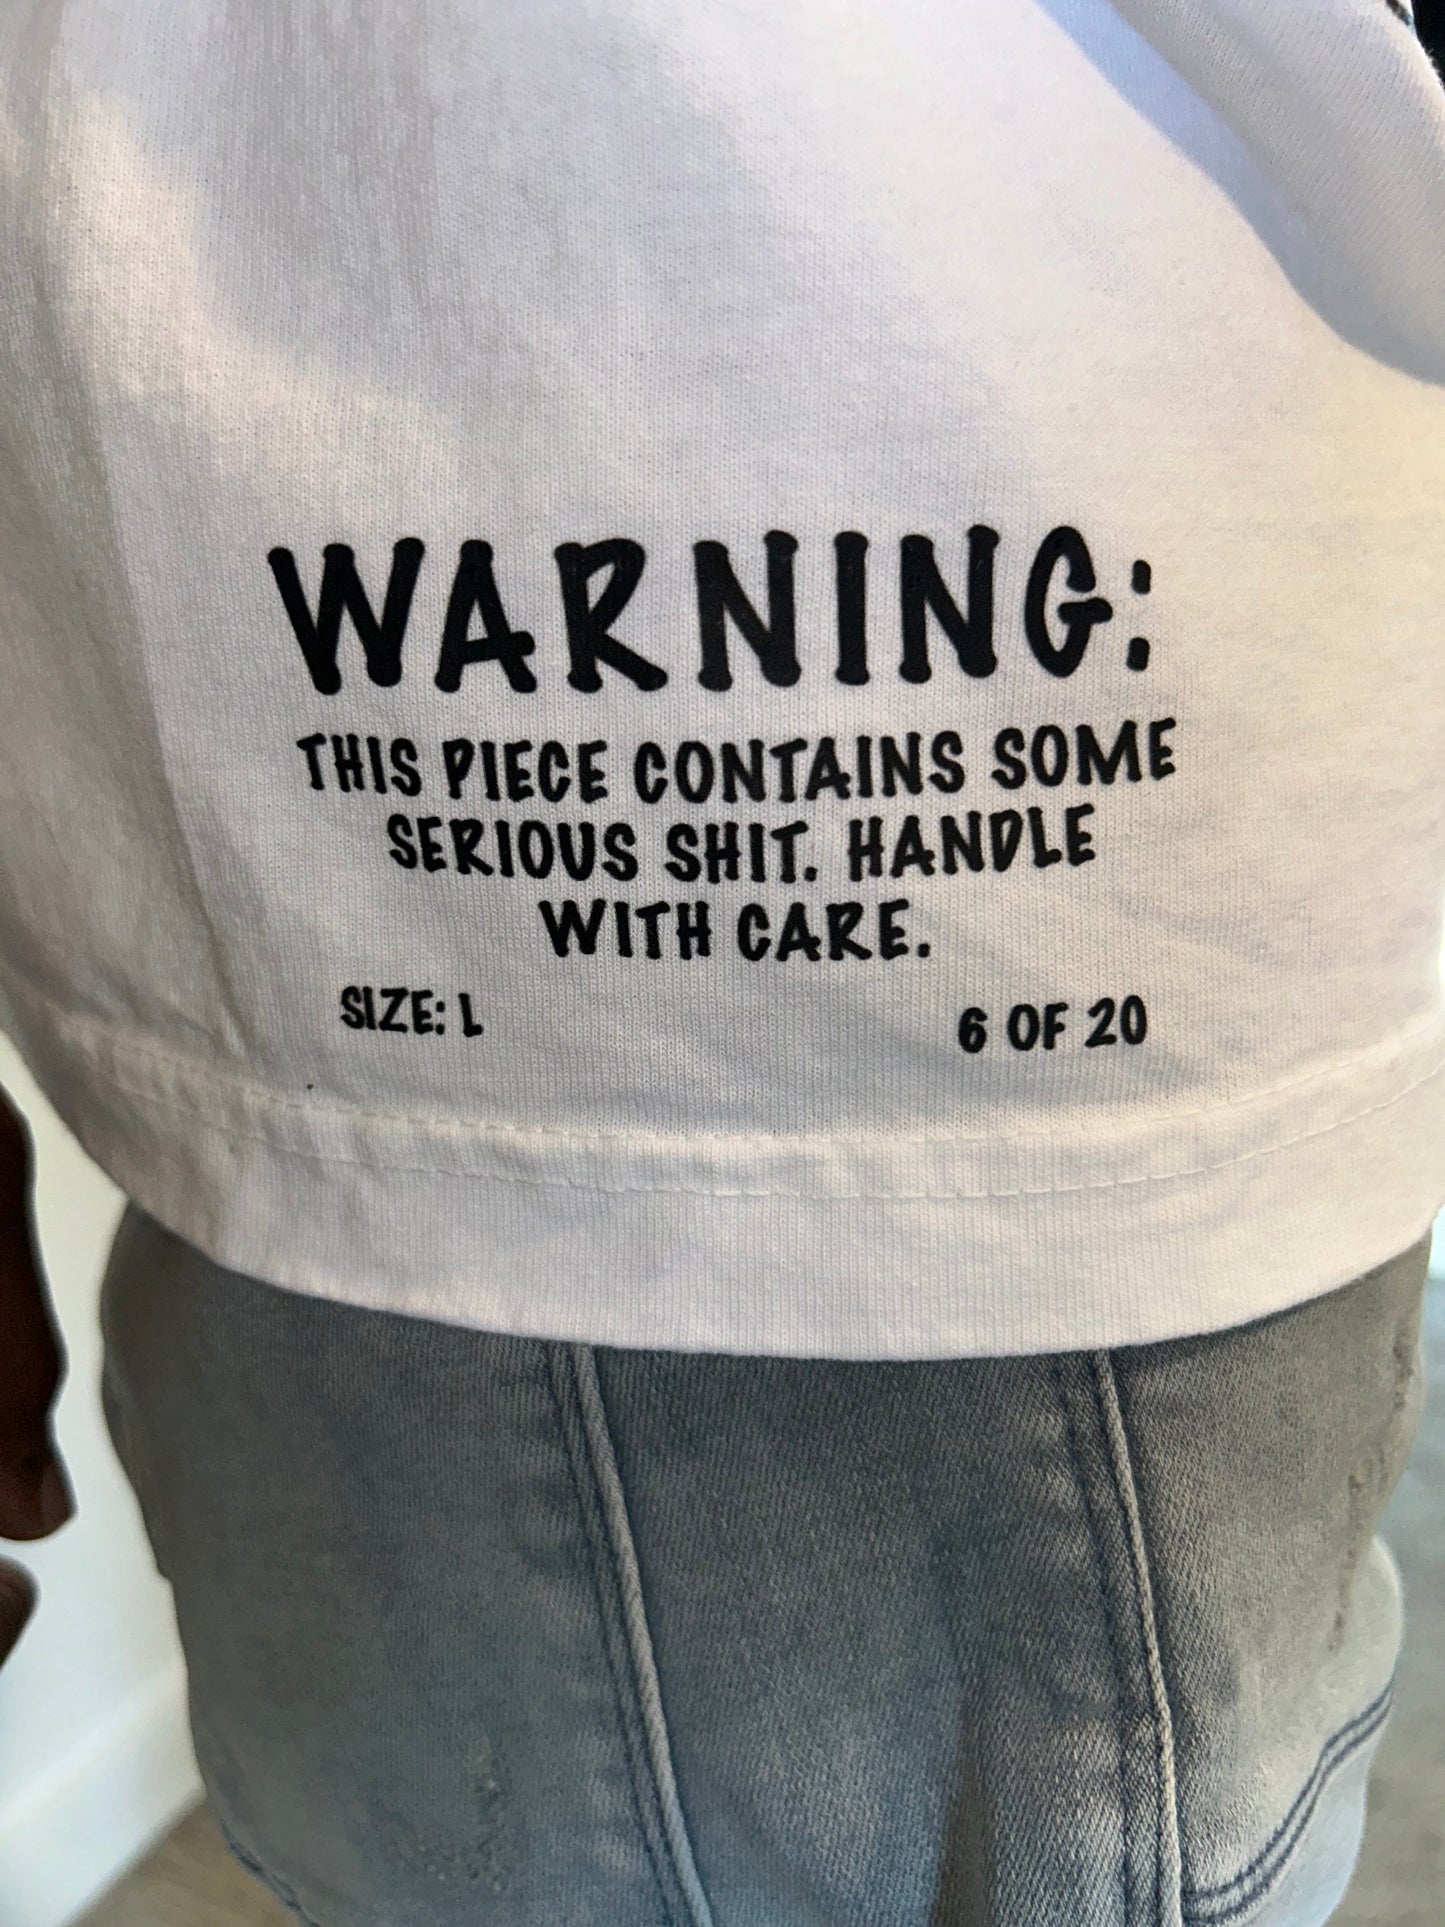 WARNING:
THIS PIECE CONTAINS SOME
SERIOUS SHIT. HANDLE
WITH CARE.
SIZE: L 6 OF 20